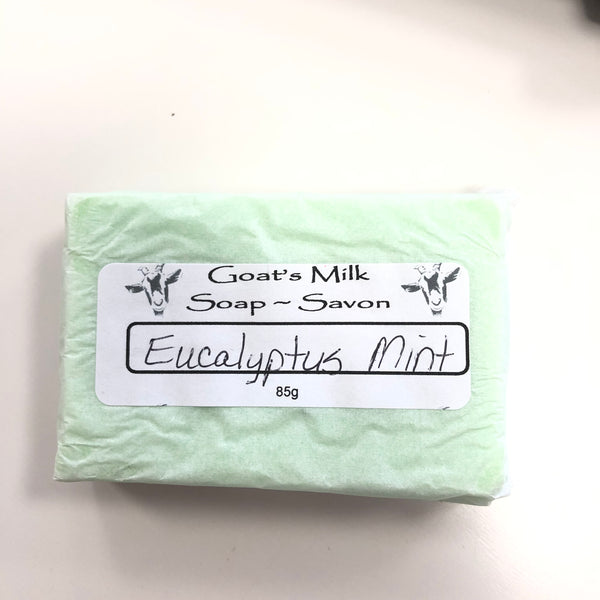 Goat's Milk
Soap ~ Savon
Eucalyptus Mint
85g